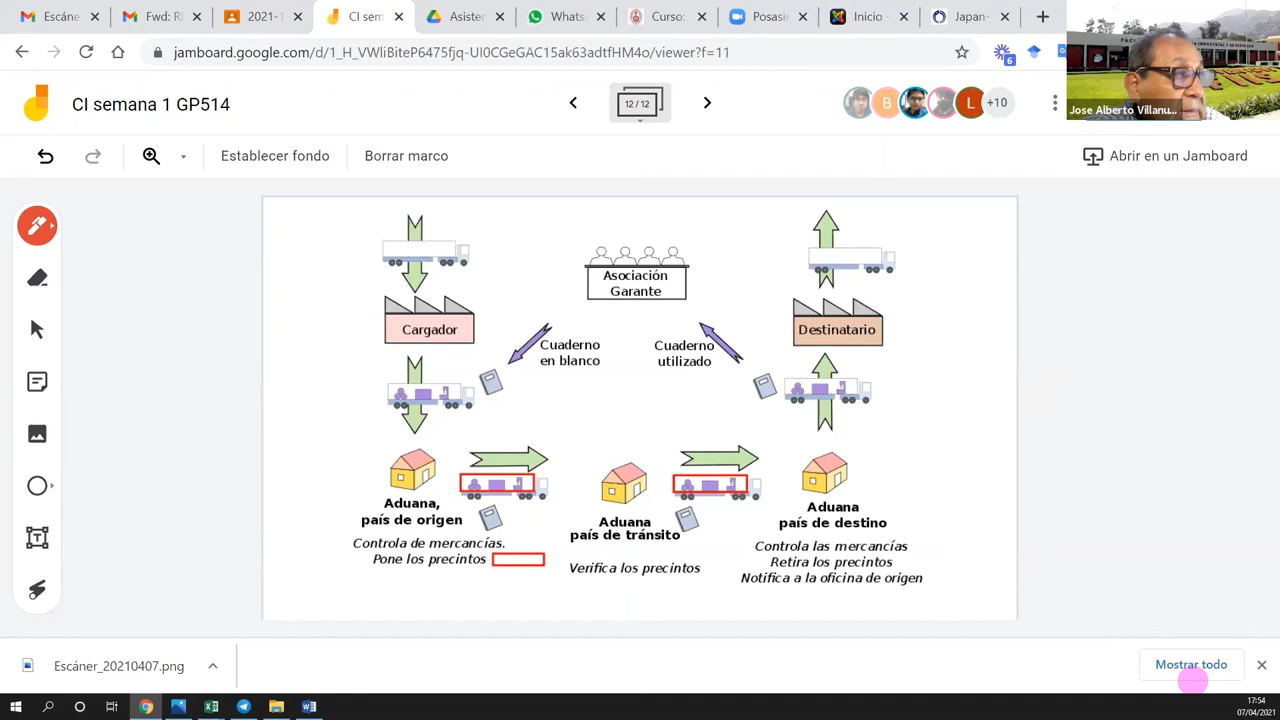 Escáne
Fwd: Ri
2021-1
CI sem
Asister
Whats
Curso:
Posasis
Inicio -
Japan-
jamboard.google.com/d/1_H_VWliBiteP6475fjq-UI0CGeGAC15ak63adtfHM4o/viewer?f=11
6
CI semana 1 GP514
12 / 12
B
L
+10
Jose Alberto Villanu...
Establecer fondo
Borrar marco
Abrir en un Jamboard
Asociación
Garante
Cargador
Destinatario
Cuaderno
en blanco
Cuaderno
utilizado
Aduana,
país de origen
Controla de mercancías.
Pone los precintos
Aduana
país de tránsito
Verifica los precintos
Aduana
país de destino
Controla las mercancías
Retira los precintos
Notifica a la oficina de origen
Escáner_20210407.png
Mostrar todo
17:54
07/04/2021